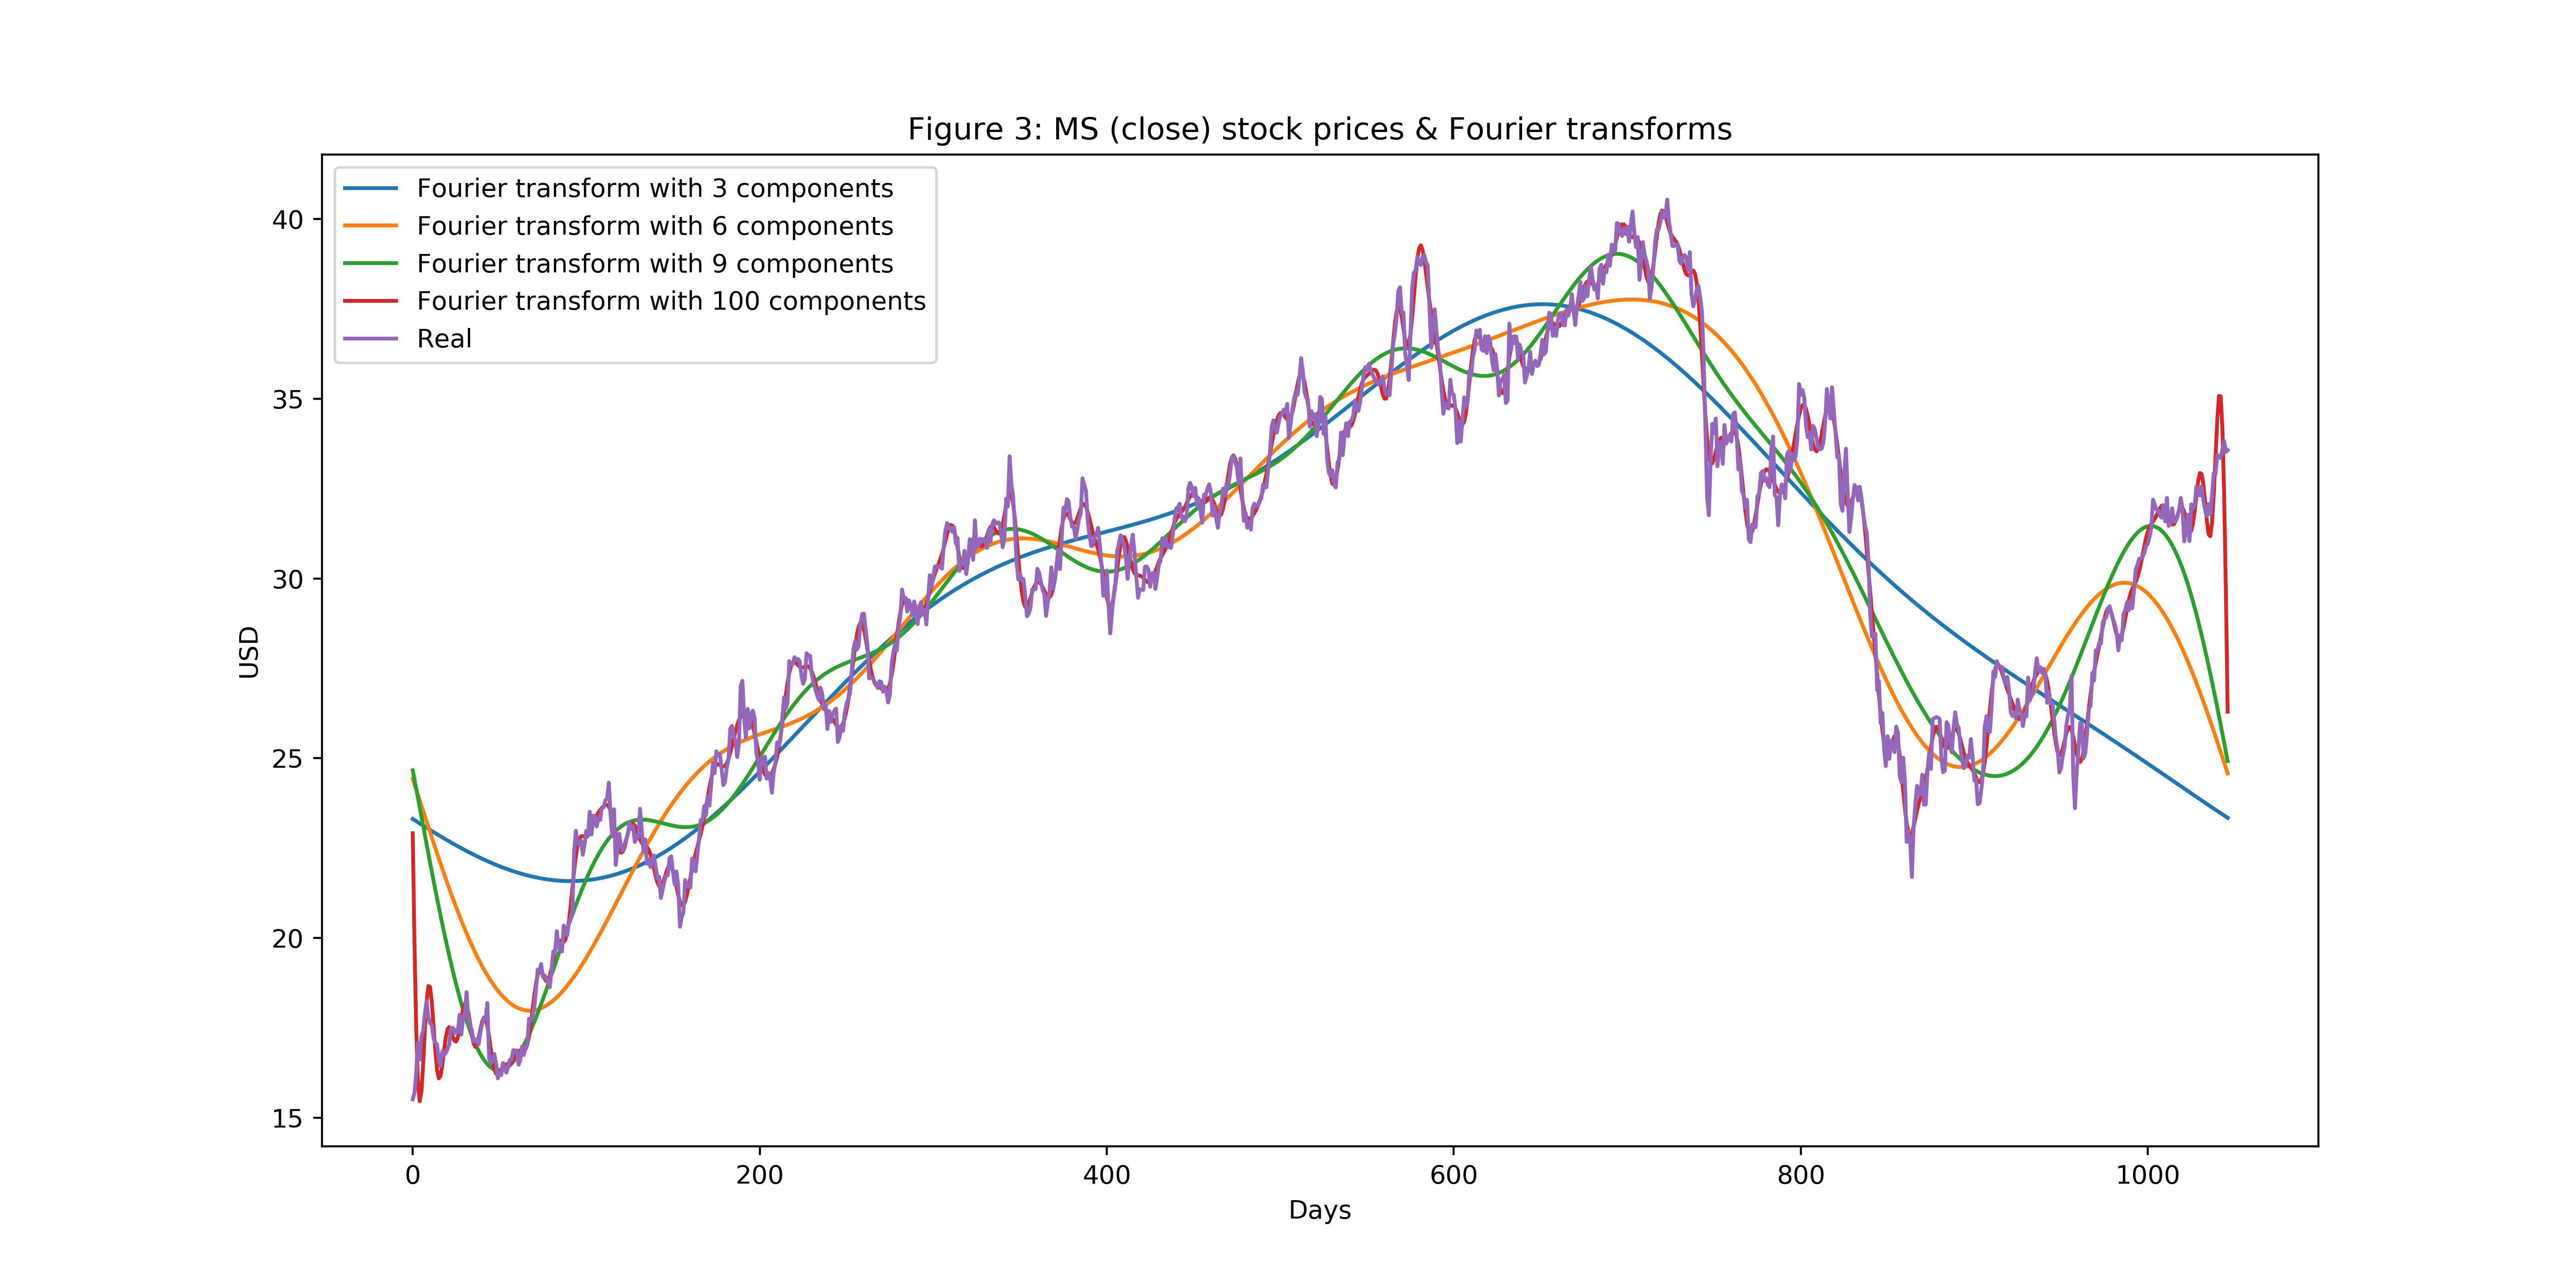 Figure 3: MS (close) stock prices & Fourier transforms
Fourier transform with 3 components
Fourier transform with 6 components
Fourier transform with 9 components
Fourier transform with 100 components
Real
40
35
30
25
20
15
USD
0 200 400 600 800 1000
Days